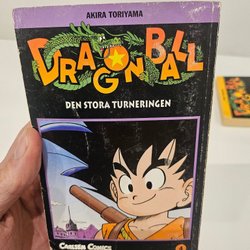 AKIRA TORIYAMA
DRAGON BALL
DEN STORA TURNERINGEN
CARLSEN COMICS